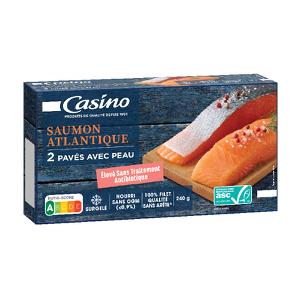 Casino
PRODUITS DE QUALITÉ DEPUIS 1901
SAUMON
ATLANTIQUE
2 PAVÉS AVEC PEAU
Élevé Sans Traitement
Antibiotique
NUTRI-SCORE
A
SURGELÉ
NOURRI
SANS OGM
(<0,9%)
100% FILET
QUALITÉ
SANS ARÊTE*
240 g
asc